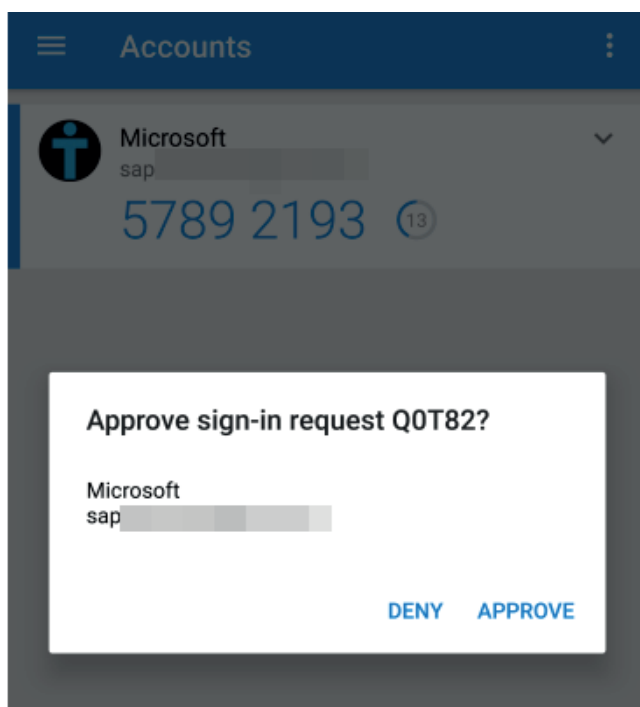 Accounts
Microsoft
sap
5789 2193 13
Approve sign-in request Q0T82?
Microsoft
sap
DENY APPROVE